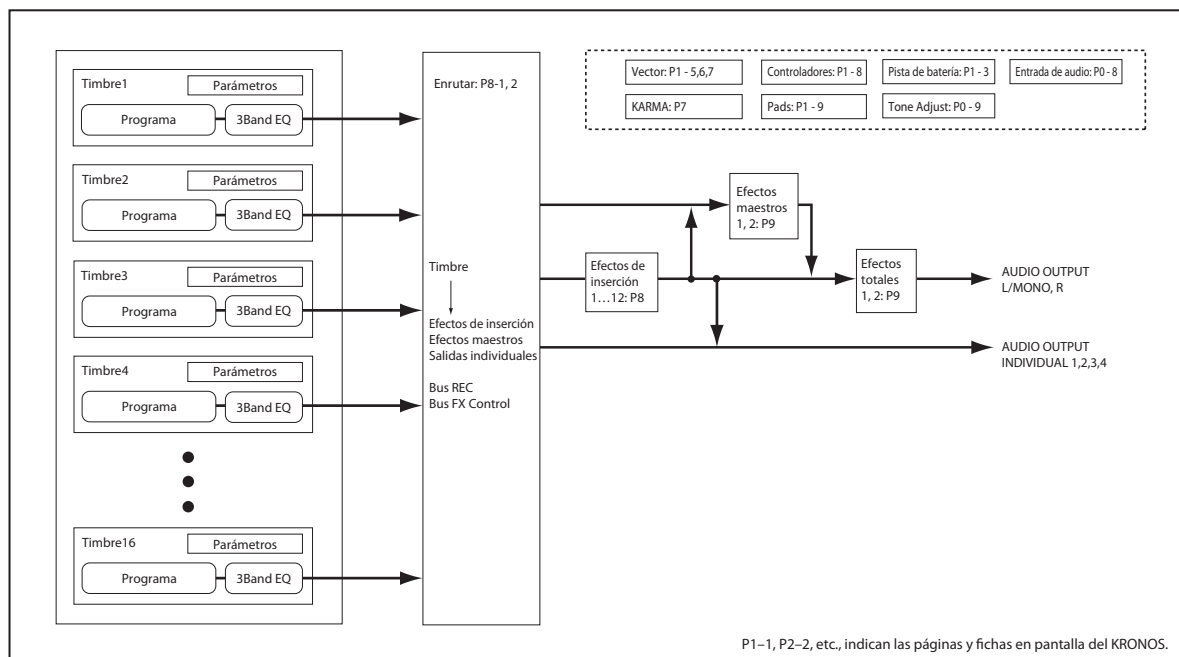 Timbre1
Parámetros
Programa
3Band EQ
Timbre2
Parámetros
Programa
3Band EQ
Timbre3
Parámetros
Programa
3Band EQ
Timbre4
Parámetros
Programa
3Band EQ
Timbre16
Parámetros
Programa
3Band EQ
Enrutar: P8-1, 2
Timbre
Efectos de inserción
Efectos maestros
Salidas individuales
Bus REC
Bus FX Control
Vector: P1 - 5,6,7
Controladores: P1 - 8
Pista de batería: P1 - 3
Entrada de audio: P0 - 8
KARMA: P7
Pads: P1 - 9
Tone Adjust: P0 - 9
Efectos de
inserción
1…12: P8
Efectos
maestros
1, 2: P9
Efectos
totales
1, 2: P9
AUDIO OUTPUT
L/MONO, R
AUDIO OUTPUT
INDIVIDUAL 1,2,3,4
P1–1, P2–2, etc., indican las páginas y fichas en pantalla del KRONOS.